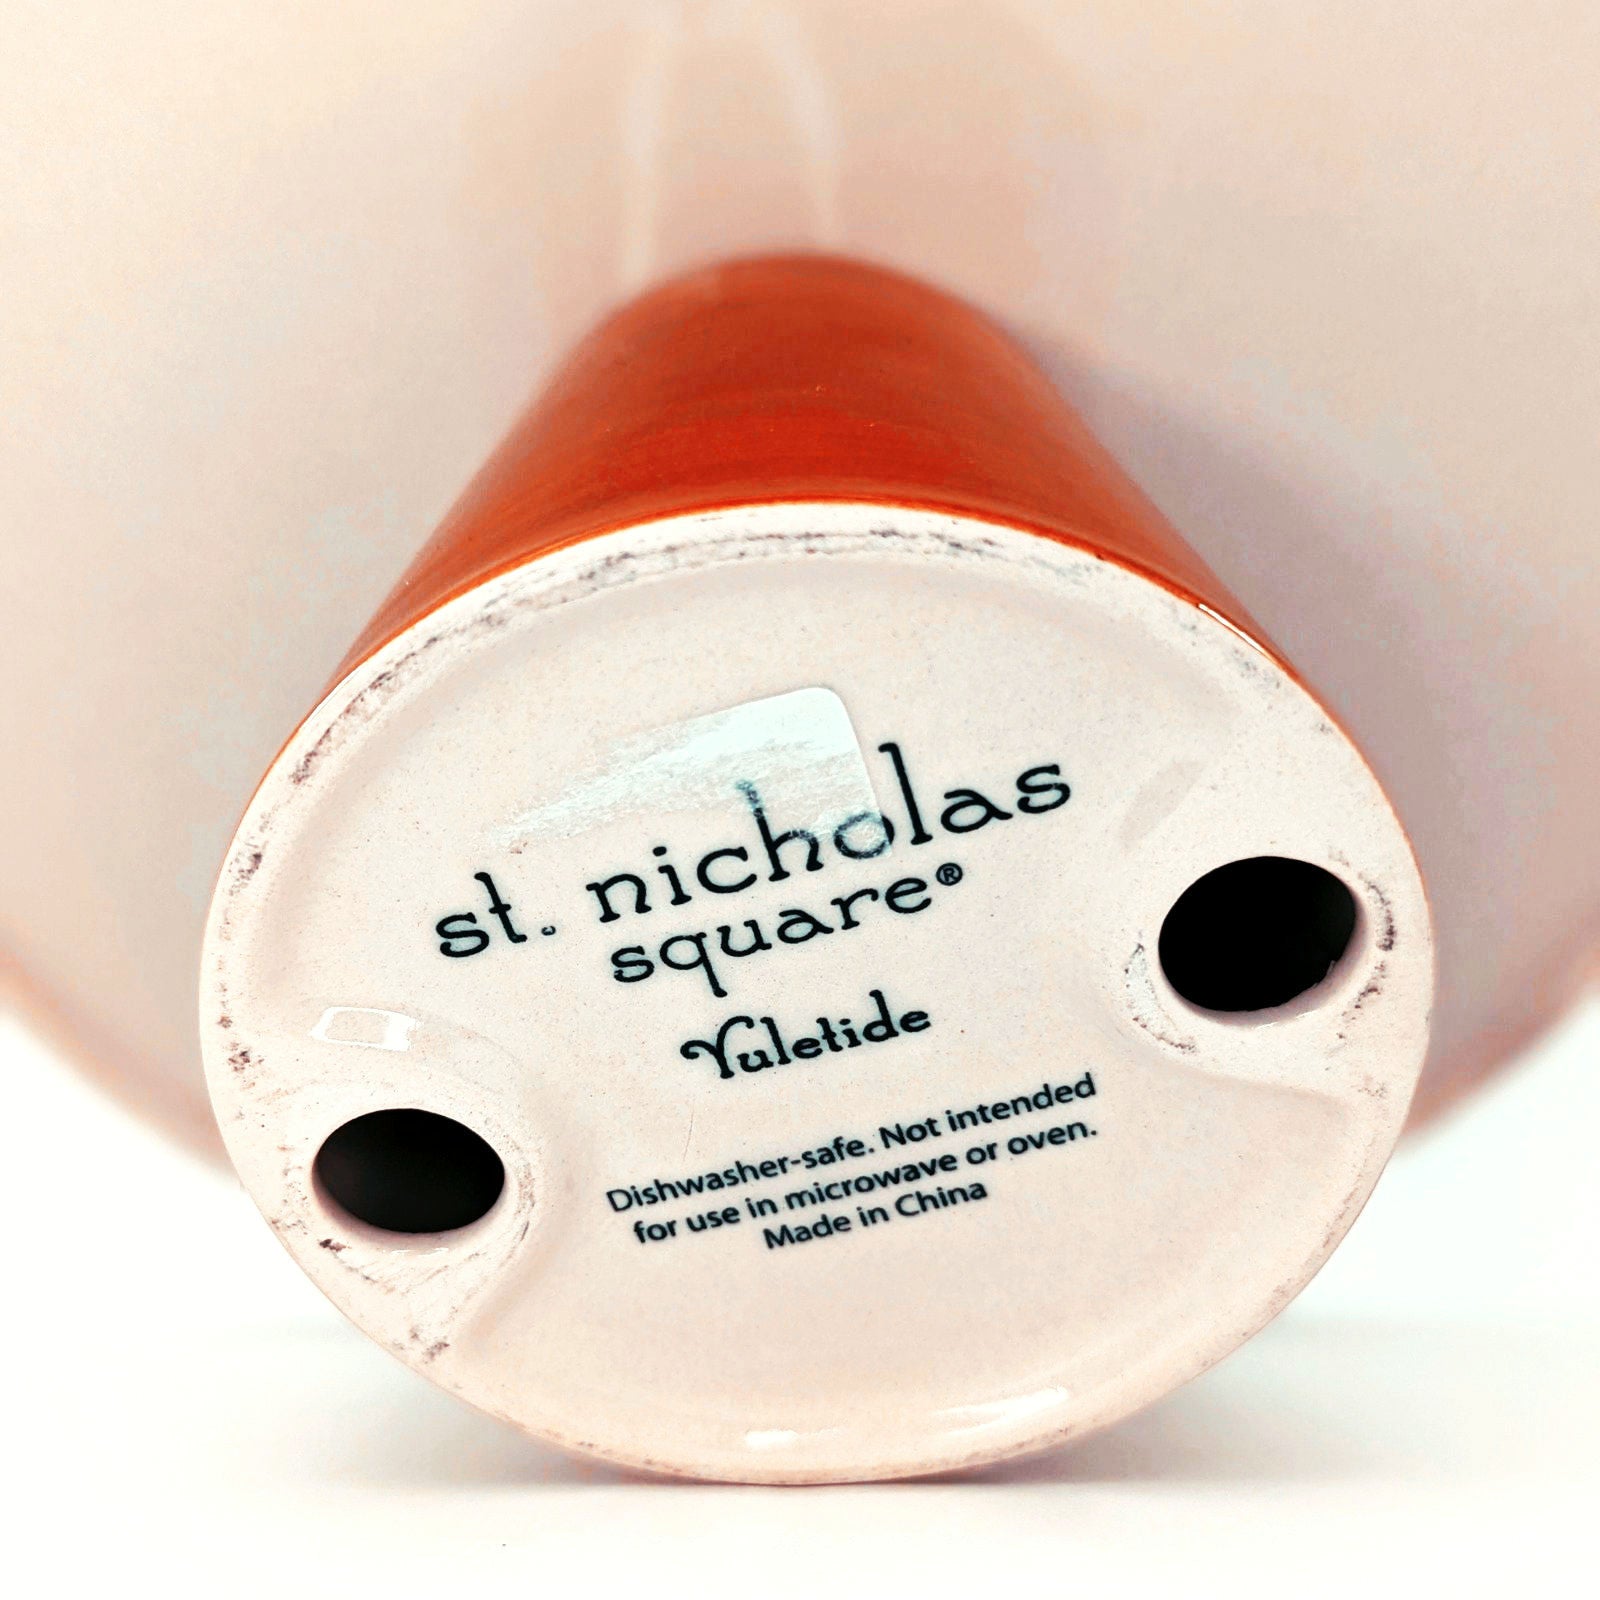 st. nicholas
square®
Yuletide
Dishwasher-safe. Not intended
for use in microwave or oven.
Made in China